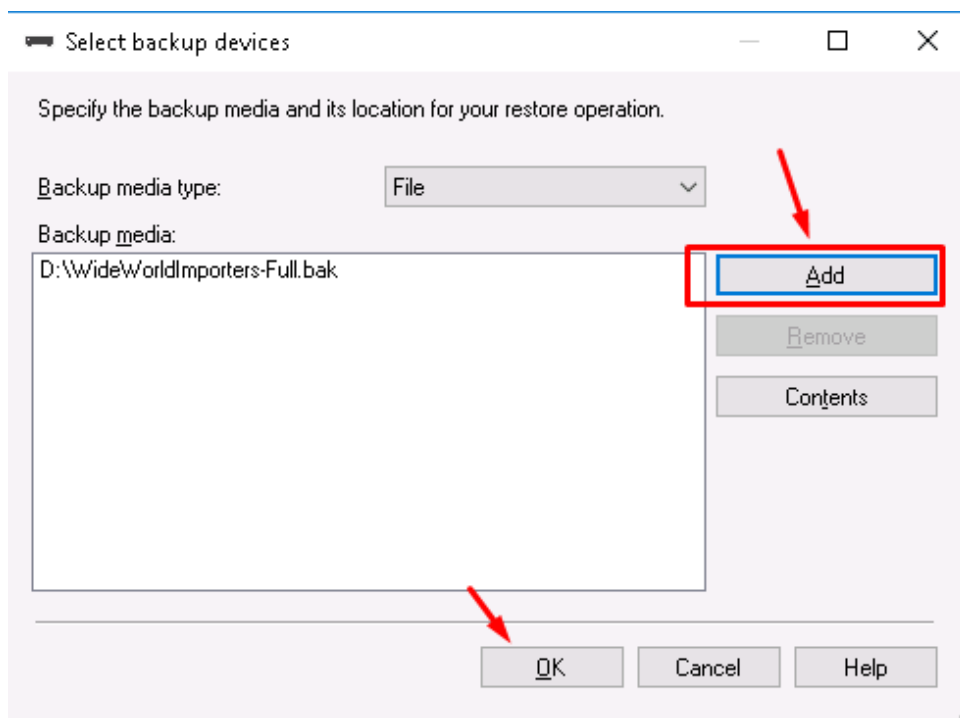 Select backup devices
Specify the backup media and its location for your restore operation.
Backup media type:
File
Backup media:
D:\WideWorldImporters-Full.bak
Add
Remove
Contents
OK
Cancel
Help